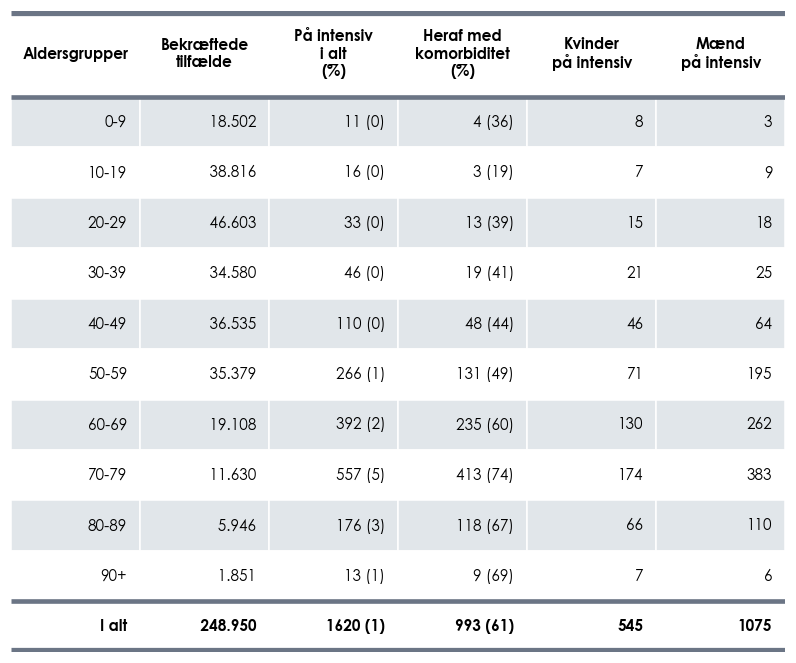 Aldersgrupper Bekræftede tilfælde På intensiv i alt (%) Heraf med komorbiditet (%) Kvinder på intensiv Mænd på intensiv
0-9 18.502 11 (0) 4 (36) 8 3
10-19 38.816 16 (0) 3 (19) 7 9
20-29 46.603 33 (0) 13 (39) 15 18
30-39 34.580 46 (0) 19 (41) 21 25
40-49 36.535 110 (0) 48 (44) 46 64
50-59 35.379 266 (1) 131 (49) 71 195
60-69 19.108 392 (2) 235 (60) 130 262
70-79 11.630 557 (5) 413 (74) 174 383
80-89 5.946 176 (3) 118 (67) 66 110
90+ 1.851 13 (1) 9 (69) 7 6
I alt 248.950 1620 (1) 993 (61) 545 1075